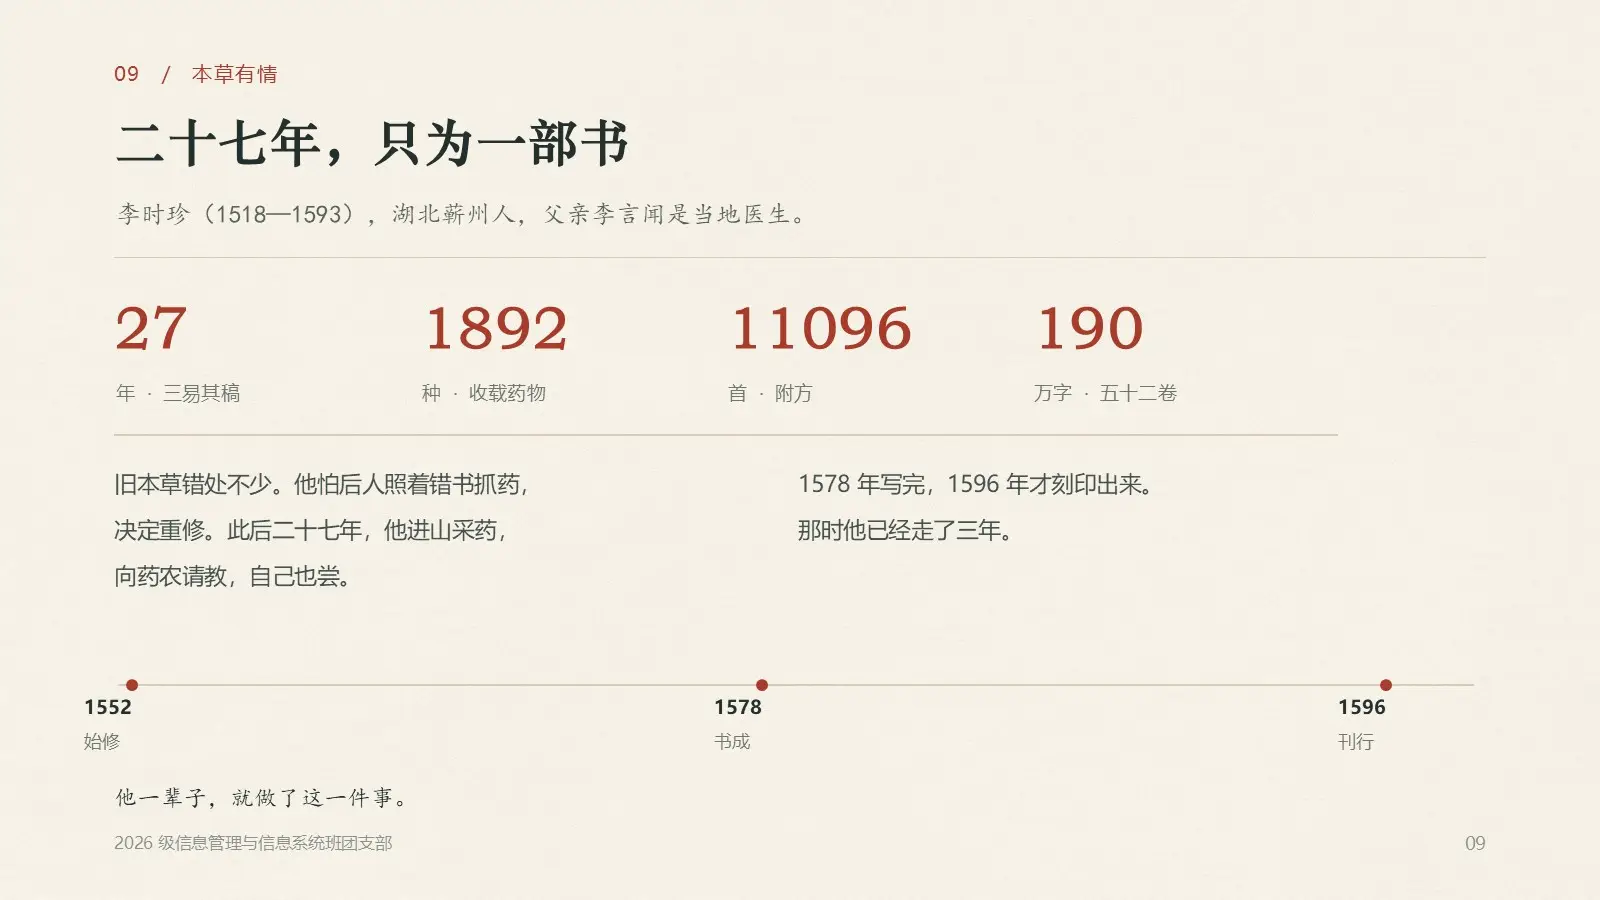 09 / 本草有情
二十七年，只为一部书
李时珍（1518—1593），湖北蕲州人，父亲李言闻是当地医生。
27
年 · 三易其稿
1892
种 · 收载药物
11096
首 · 附方
190
万字 · 五十二卷
旧本草错处不少。他怕后人照着错书抓药，
决定重修。此后二十七年，他进山采药，
向药农请教，自己也尝。
1578 年写完，1596 年才刻印出来。
那时他已经走了三年。
1552
始修
1578
书成
1596
刊行
他一辈子，就做了这一件事。
2026 级信息管理与信息系统班团支部
09